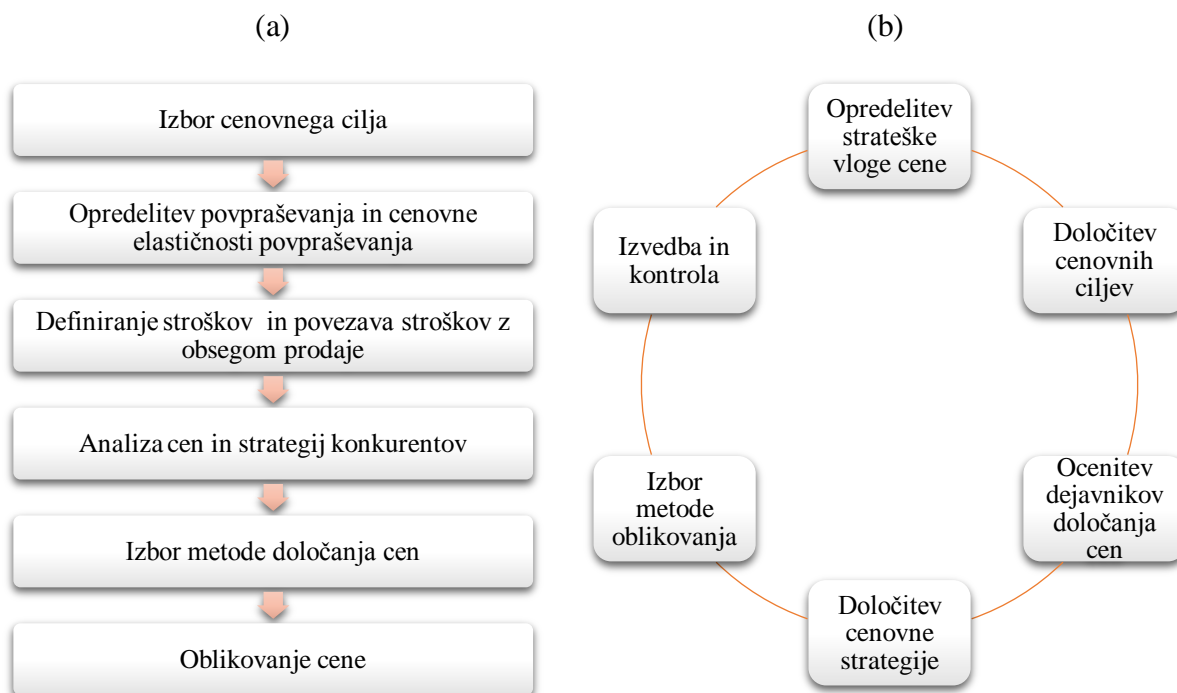 (a)
Izbor cenovnega cilja
Opredelitev povpraševanja in cenovne
elastičnosti povpraševanja
Definiranje stroškov in povezava stroškov z
obsegom prodaje
Analiza cen in strategij konkurentov
Izbor metode določanja cen
Oblikovanje cene
(b)
Opredelitev
strateške
vloge cene
Določitev
cenovnih
ciljev
Ocenitev
dejavnikov
določanja
cen
Določitev
cenovne
strategije
Izbor
metode
oblikovanja
Izvedba in
kontrola